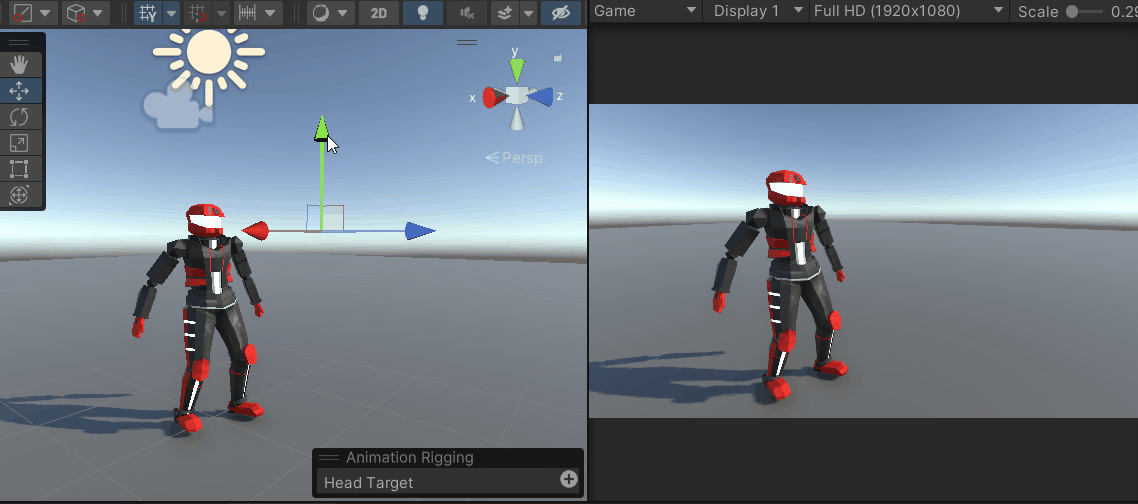 2D
Game
Display 1
Full HD (1920x1080)
Scale
0.29
y
x
z
Persp
Animation Rigging
Head Target